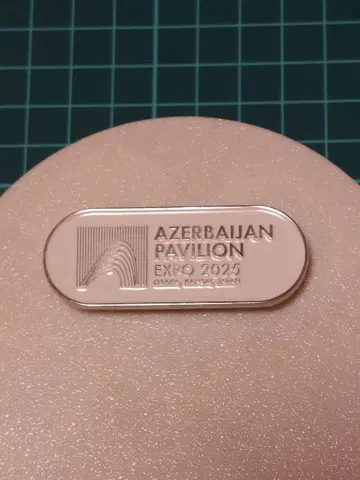 AZERBAIJAN
PAVILION
EXPO 2025
OSAKA, KANSAI, JAPAN